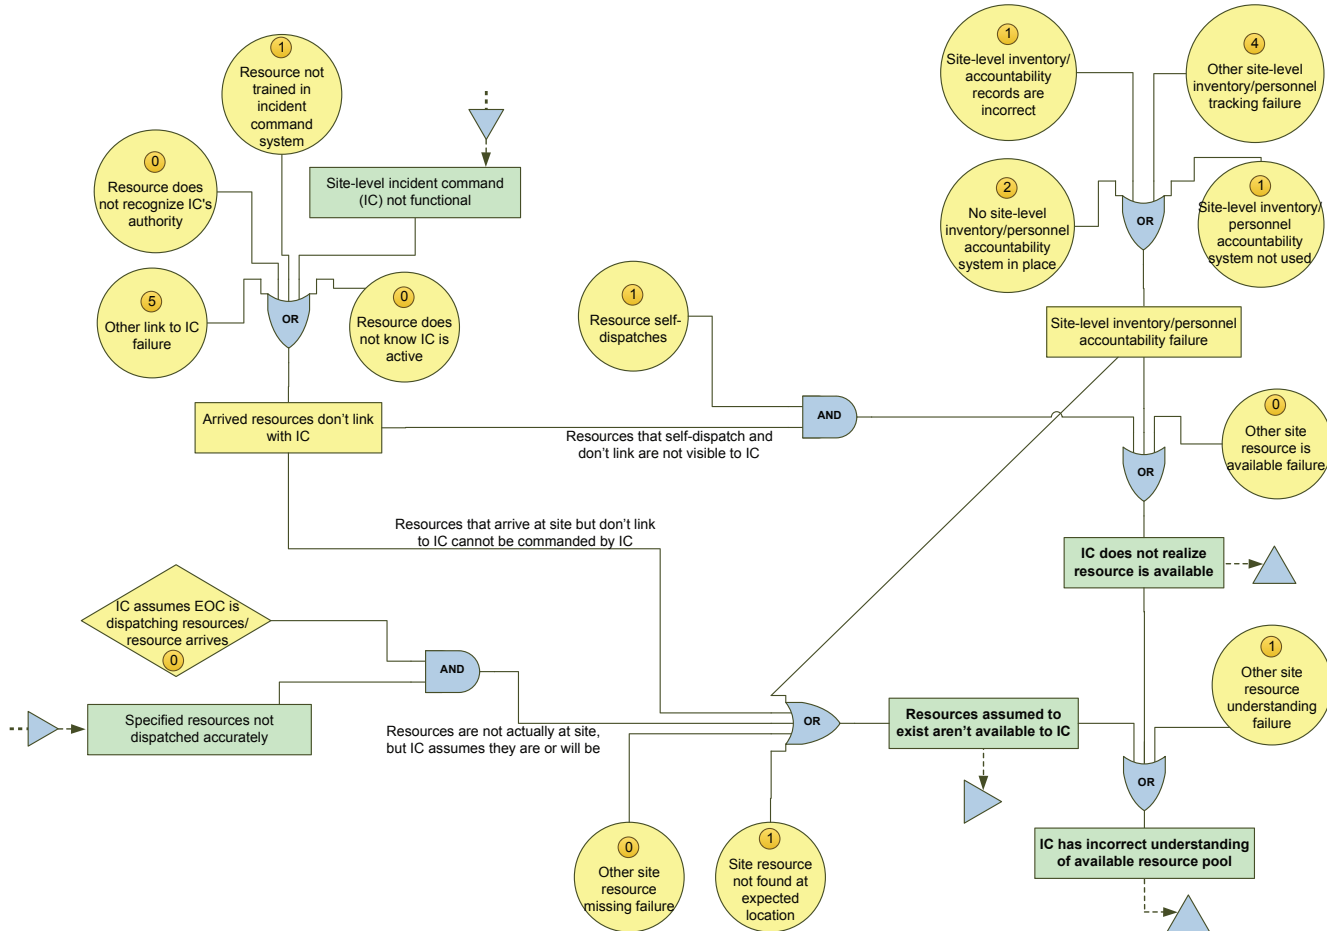 1
Resource not
trained in
incident
command
system
0
Resource does
not recognize IC's
authority
Site-level incident command
(IC) not functional
5
Other link to IC
failure
OR
0
Resource does
not know IC is
active
Arrived resources don't link
with IC
1
Resource self-
dispatches
AND
Resources that self-dispatch and
don't link are not visible to IC
1
Site-level inventory/
accountability
records are
incorrect
4
Other site-level
inventory/personnel
tracking failure
2
No site-level
inventory/personnel
accountability
system in place
OR
1
Site-level inventory/
personnel
accountability
system not used
Site-level inventory/personnel
accountability failure
0
Other site
resource is
available failure
OR
IC does not realize
resource is available
Resources that arrive at site but don't link
to IC cannot be commanded by IC
IC assumes EOC is
dispatching resources/
resource arrives
0
AND
Specified resources not
dispatched accurately
Resources are not actually at site,
but IC assumes they are or will be
OR
Resources assumed to
exist aren't available to IC
1
Other site
resource
understanding
failure
OR
0
Other site
resource
missing failure
1
Site resource
not found at
expected
location
IC has incorrect understanding
of available resource pool